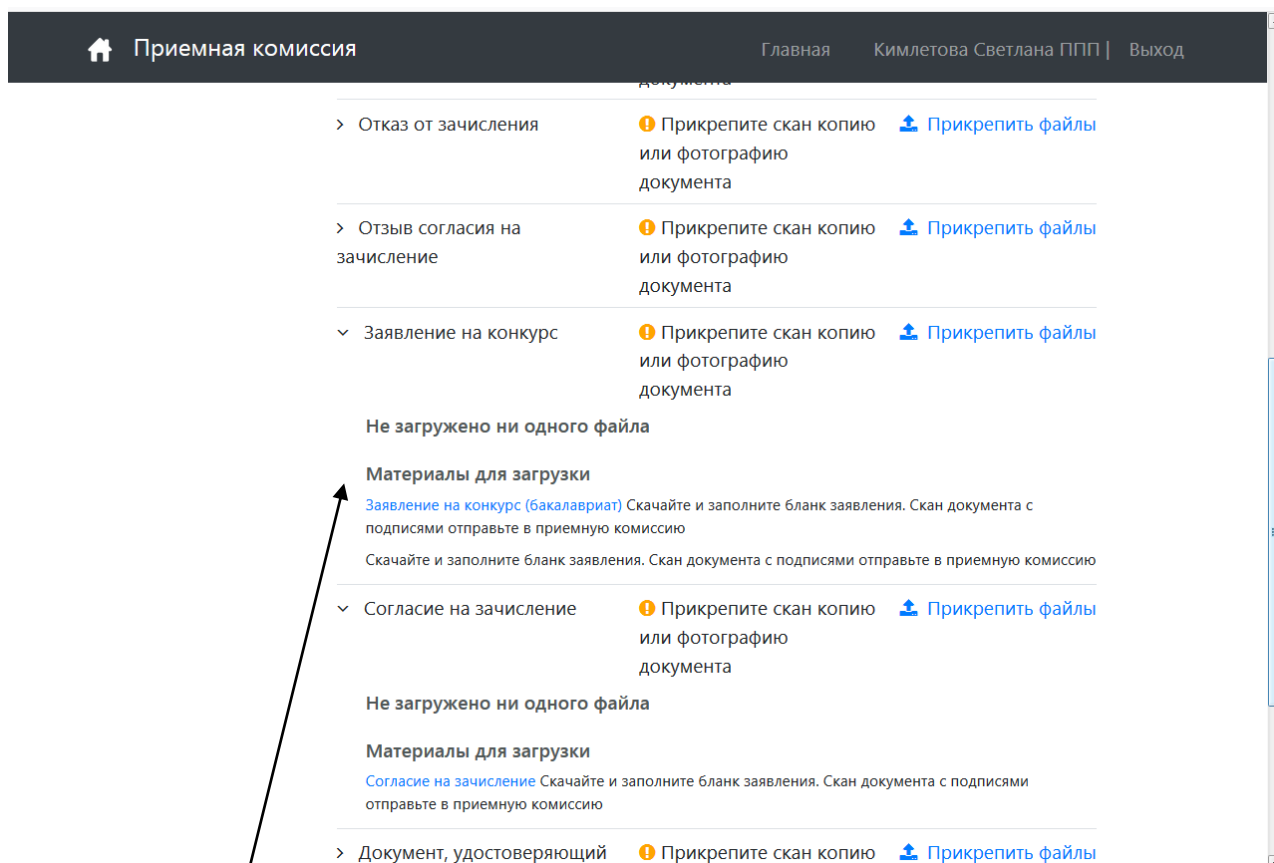 Приемная комиссия Главная Кимлетова Светлана ППП | Выход
документа
> Отказ от зачисления Прикрепите скан копию Прикрепить файлы
или фотографию
документа
> Отзыв согласия на Прикрепите скан копию Прикрепить файлы
зачисление или фотографию
документа
Заявление на конкурс Прикрепите скан копию Прикрепить файлы
или фотографию
документа
Не загружено ни одного файла
Материалы для загрузки
Заявление на конкурс (бакалавриат) Скачайте и заполните бланк заявления. Скан документа с
подписями отправьте в приемную комиссию
Скачайте и заполните бланк заявления. Скан документа с подписями отправьте в приемную комиссию
Согласие на зачисление Прикрепите скан копию Прикрепить файлы
или фотографию
документа
Не загружено ни одного файла
Материалы для загрузки
Согласие на зачисление Скачайте и заполните бланк заявления. Скан документа с подписями
отправьте в приемную комиссию
> Документ, удостоверяющий Прикрепите скан копию Прикрепить файлы